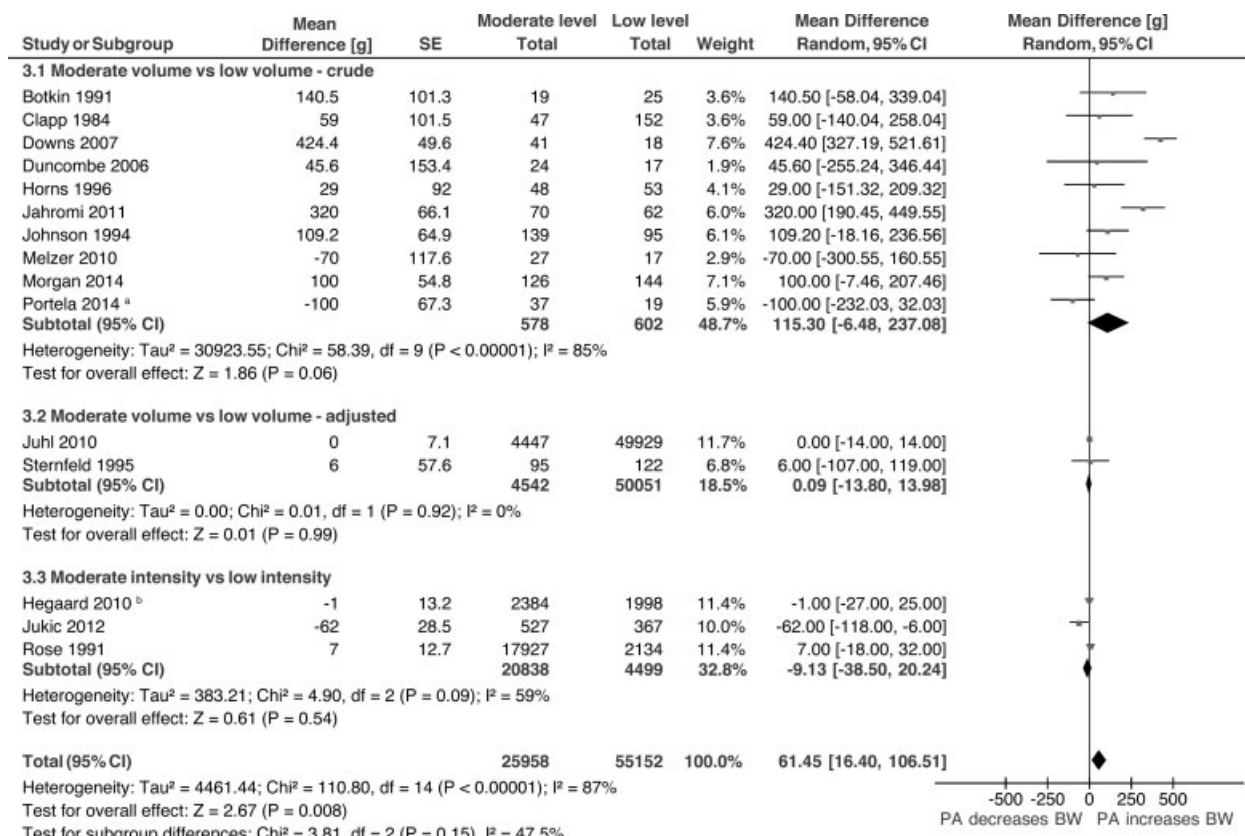 Mean Moderate level Low level Mean Difference Mean Difference [g]
Study or Subgroup Difference [g] SE Total Total Weight Random, 95% CI Random, 95% CI
3.1 Moderate volume vs low volume - crude
Botkin 1991 140.5 101.3 19 25 3.6% 140.50 [-58.04, 339.04]
Clapp 1984 59 101.5 47 152 3.6% 59.00 [-140.04, 258.04]
Downs 2007 424.4 49.6 41 18 7.6% 424.40 [327.19, 521.61]
Duncombe 2006 45.6 153.4 24 17 1.9% 45.60 [-255.24, 346.44]
Horns 1996 29 92 48 53 4.1% 29.00 [-151.32, 209.32]
Jahromi 2011 320 66.1 70 62 6.0% 320.00 [190.45, 449.55]
Johnson 1994 109.2 64.9 139 95 6.1% 109.20 [-18.16, 236.56]
Melzer 2010 -70 117.6 27 17 2.9% -70.00 [-300.55, 160.55]
Morgan 2014 100 54.8 126 144 7.1% 100.00 [-7.46, 207.46]
Portela 2014 ᵃ -100 67.3 37 19 5.9% -100.00 [-232.03, 32.03]
Subtotal (95% CI) 578 602 48.7% 115.30 [-6.48, 237.08]
Heterogeneity: Tau² = 30923.55; Chi² = 58.39, df = 9 (P < 0.00001); I² = 85%
Test for overall effect: Z = 1.86 (P = 0.06)
3.2 Moderate volume vs low volume - adjusted
Juhl 2010 0 7.1 4447 49929 11.7% 0.00 [-14.00, 14.00]
Sternfeld 1995 6 57.6 95 122 6.8% 6.00 [-107.00, 119.00]
Subtotal (95% CI) 4542 50051 18.5% 0.09 [-13.80, 13.98]
Heterogeneity: Tau² = 0.00; Chi² = 0.01, df = 1 (P = 0.92); I² = 0%
Test for overall effect: Z = 0.01 (P = 0.99)
3.3 Moderate intensity vs low intensity
Hegaard 2010 ᵇ -1 13.2 2384 1998 11.4% -1.00 [-27.00, 25.00]
Jukic 2012 -62 28.5 527 367 10.0% -62.00 [-118.00, -6.00]
Rose 1991 7 12.7 17927 2134 11.4% 7.00 [-18.00, 32.00]
Subtotal (95% CI) 20838 4499 32.8% -9.13 [-38.50, 20.24]
Heterogeneity: Tau² = 383.21; Chi² = 4.90, df = 2 (P = 0.09); I² = 59%
Test for overall effect: Z = 0.61 (P = 0.54)
Total (95% CI) 25958 55152 100.0% 61.45 [16.40, 106.51]
Heterogeneity: Tau² = 4461.44; Chi² = 110.80, df = 14 (P < 0.00001); I² = 87%
-500 -250 0 250 500
Test for overall effect: Z = 2.67 (P = 0.008)
PA decreases BW PA increases BW
Test for subgroup differences: Chi² = 3.81, df = 2 (P = 0.15), I² = 47.5%